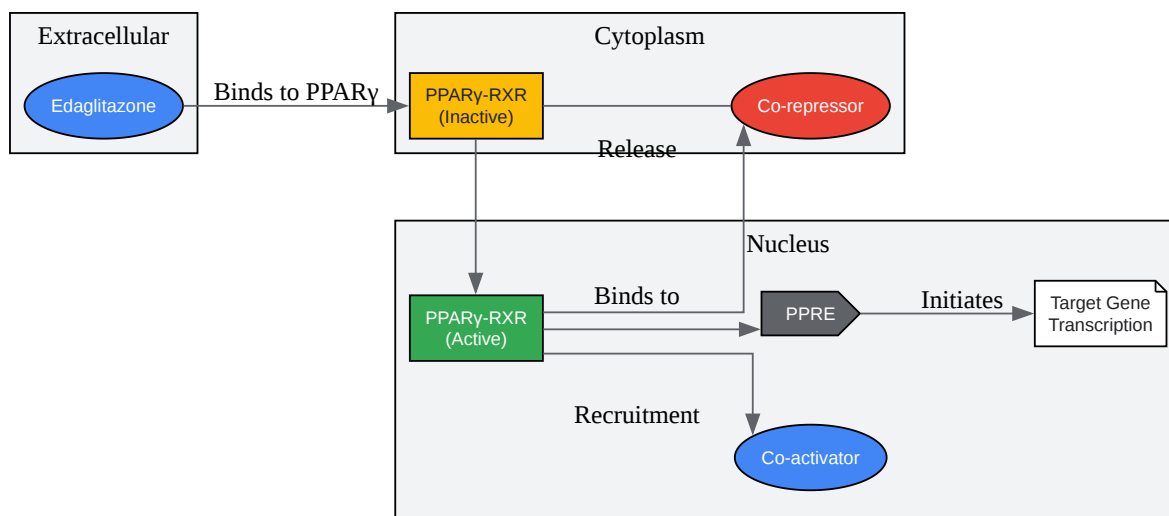 Extracellular
Cytoplasm
Edaglitazone
Binds to PPARγ
PPARγ-RXR
(Inactive)
Co-repressor
Release
Nucleus
Binds to
PPARγ-RXR
(Active)
PPRE
Initiates
Target Gene
Transcription
Recruitment
Co-activator